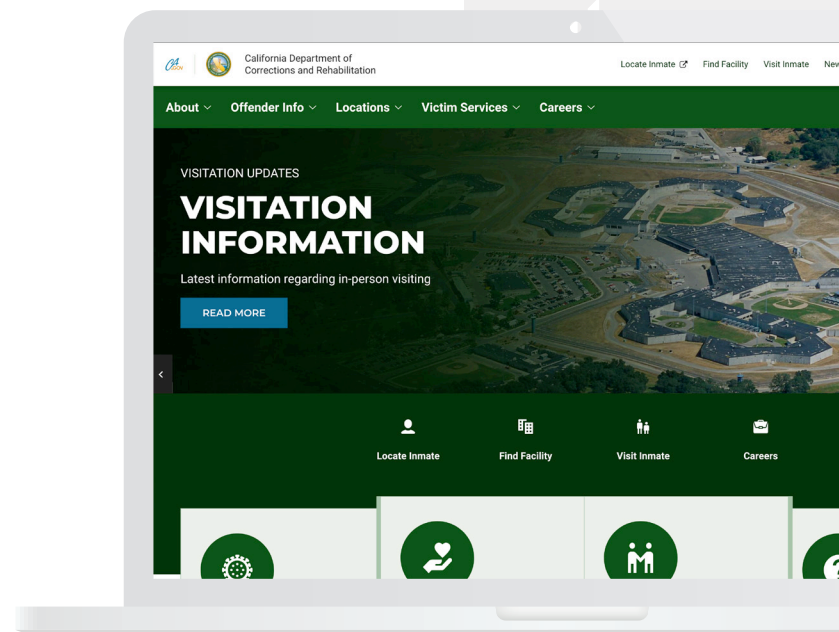 CA
.GOV
California Department of
Corrections and Rehabilitation
Locate Inmate
Find Facility
Visit Inmate
About
Offender Info
Locations
Victim Services
Careers
VISITATION UPDATES
VISITATION
INFORMATION
Latest information regarding in-person visiting
READ MORE
Locate Inmate
Find Facility
Visit Inmate
Careers